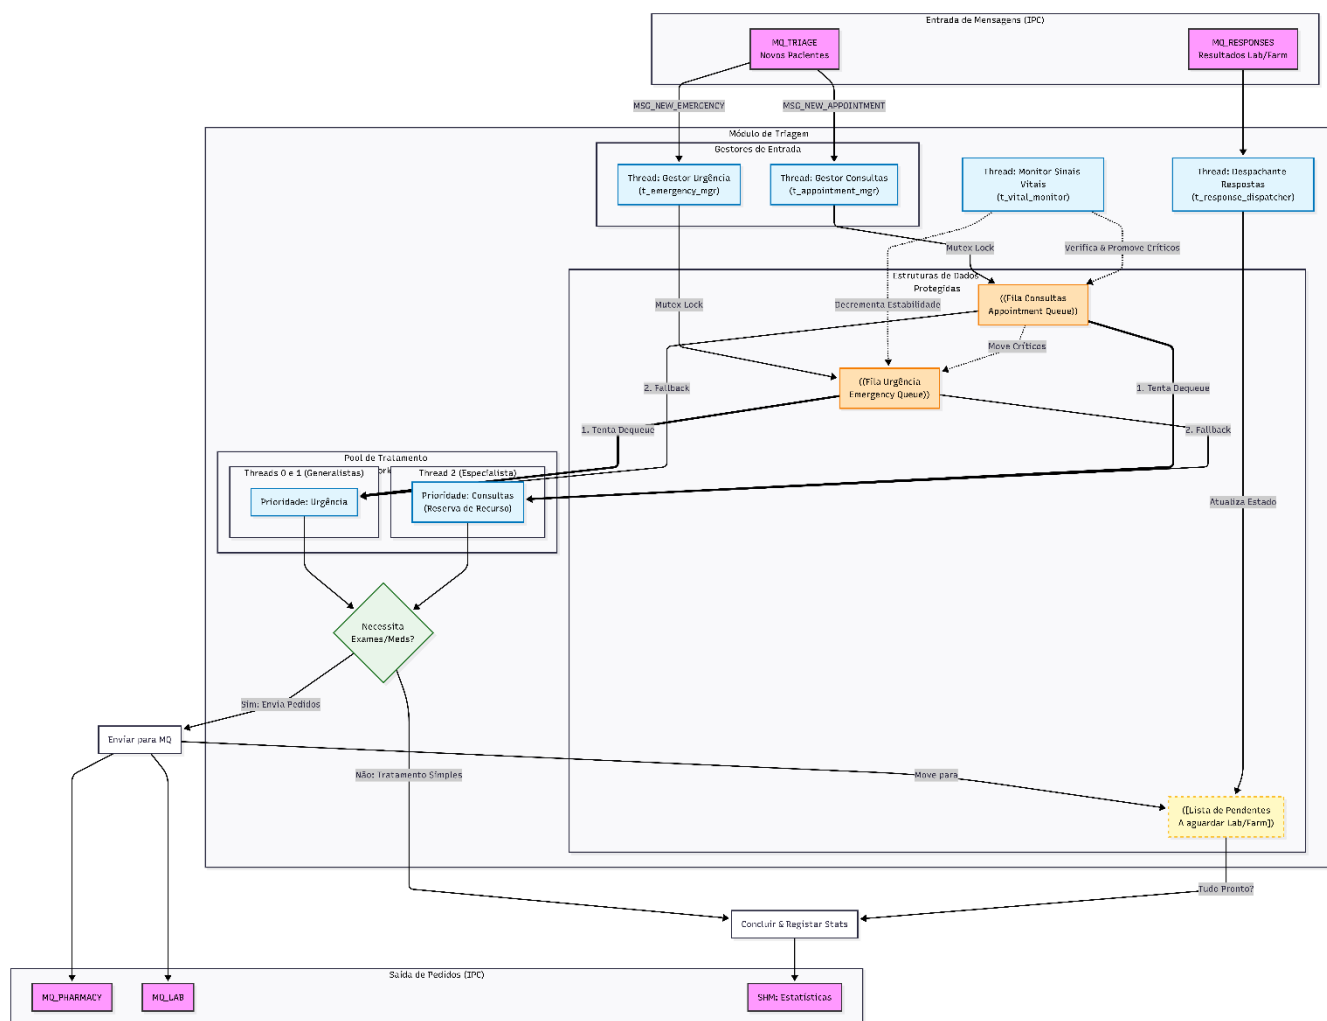 Entrada de Mensagens (IPC)
MQ_TRIAGE
Novos Pacientes
MQ_RESPONSES
Resultados Lab/Farm
MSG_NEW_EMERGENCY
MSG_NEW_APPOINTMENT
Módulo de Triagem
Gestores de Entrada
Thread: Gestor Urgência
(t_emergency_mgr)
Thread: Gestor Consultas
(t_appointment_mgr)
Thread: Monitor Sinais
Vitais
(t_vital_monitor)
Thread: Despachante
Respostas
(t_response_dispatcher)
Mutex Lock
Verifica & Promove Críticos
Estruturas de Dados
Protegidas
((Fila Consultas
Appointment Queue))
Mutex Lock
Decrementa Estabilidade
Move Críticos
((Fila Urgência
Emergency Queue))
2. Fallback
1. Tenta Dequeue
1. Tenta Dequeue
2. Fallback
Pool de Tratamento
Threads 0 e 1 (Generalistas)
Thread 2 (Especialista)
Prioridade: Urgência
Prioridade: Consultas
(Reserva de Recurso)
Atualiza Estado
Necessita
Exames/Meds?
Sim: Envia Pedidos
Enviar para MQ
Não: Tratamento Simples
Move para
([Lista de Pendentes
A aguardar Lab/Farm])
Tudo Pronto?
Concluir & Registar Stats
Saída de Pedidos (IPC)
MQ_PHARMACY
MQ_LAB
SHM: Estatísticas